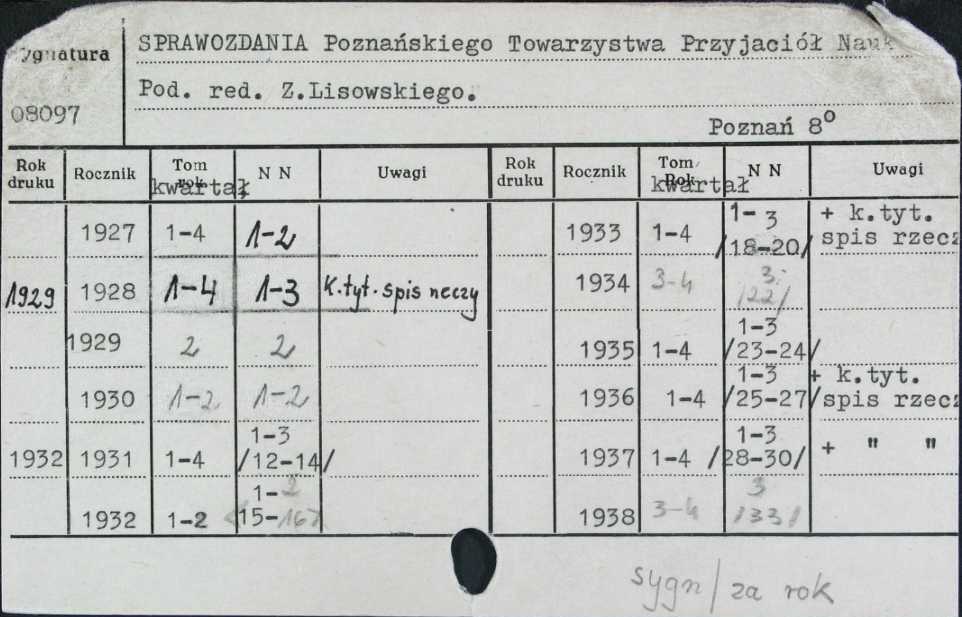 Sygnatura
08097
SPRAWOZDANIA Poznańskiego Towarzystwa Przyjaciół Nauk
Pod. red. Z.Lisowskiego.
Poznań 8°
Rok druku Rocznik Tom rok kwartał N N Uwagi
1927 1-4 1-2
1929 1928 1-4 1-3 K.tyt. spis rzeczy
1929 2 2
1930 1-2 1-2
1932 1931 1-4 1-3 /12-14/
1932 1-2 1-2 /15-16/
Rok druku Rocznik Tom/Rok kwartał N N Uwagi
1933 1-4 1-3 /18-20/ + k.tyt. spis rzecz
1934 3-4 3 /22/
1935 1-4 1-3 /23-24/
1936 1-4 1-3 /25-27/ + k.tyt. spis rzecz
1937 1-4 1-3 /28-30/ + " "
1938 3-4 3 /33/
sygn/za rok